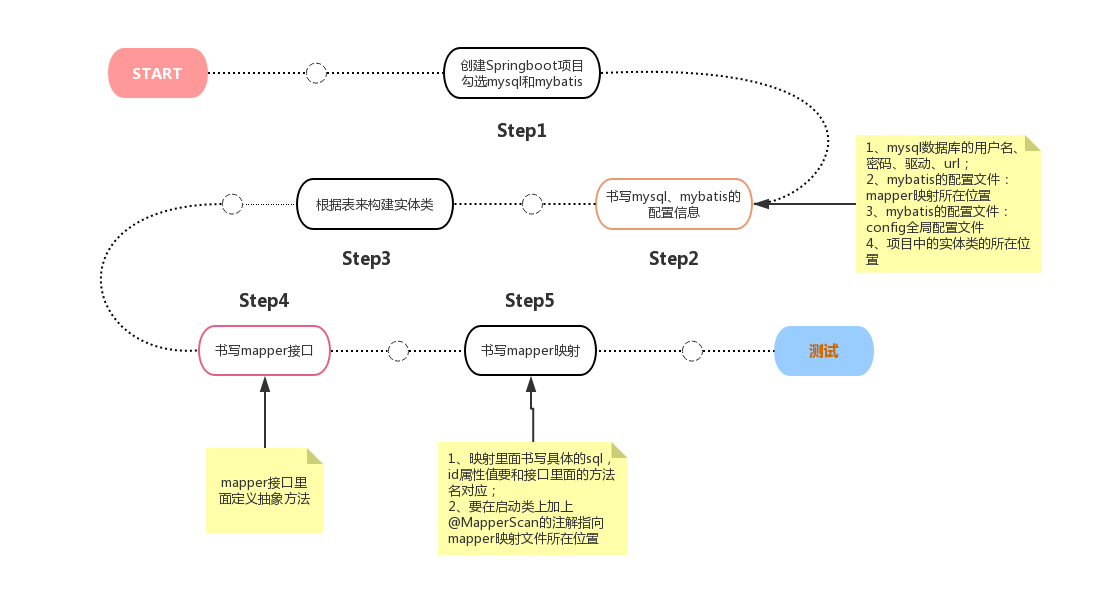 START
创建Springboot项目
勾选mysql和mybatis
Step1
1、mysql数据库的用户名、
密码、驱动、url；
2、mybatis的配置文件：
mapper映射所在位置
3、mybatis的配置文件：
config全局配置文件
4、项目中的实体类的所在位
置
书写mysql、mybatis的
配置信息
Step2
根据表来构建实体类
Step3
Step4
书写mapper接口
mapper接口里
面定义抽象方法
Step5
书写mapper映射
1、映射里面书写具体的sql，
id属性值要和接口里面的方法
名对应；
2、要在启动类上加上
@MapperScan的注解指向
mapper映射文件所在位置
测试